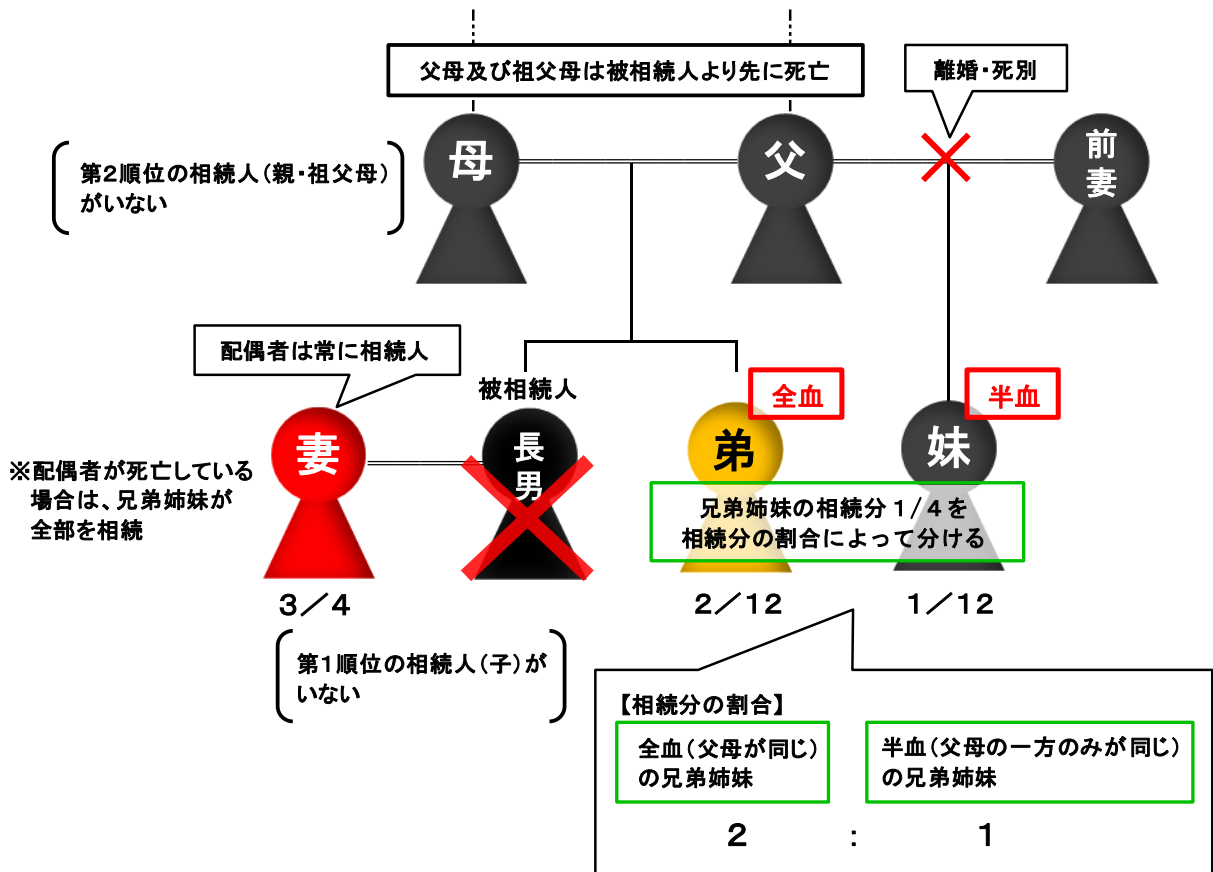 父母及び祖父母は被相続人より先に死亡
離婚・死別
母
父
前
妻
第2順位の相続人(親・祖父母)
がいない
配偶者は常に相続人
被相続人
全血
半血
妻
長
男
弟
妹
※配偶者が死亡している
場合は、兄弟姉妹が
全部を相続
兄弟姉妹の相続分1/4を
相続分の割合によって分ける
3/4
2/12
1/12
第1順位の相続人(子)が
いない
【相続分の割合】
全血(父母が同じ)
の兄弟姉妹
半血(父母の一方のみが同じ)
の兄弟姉妹
2 : 1